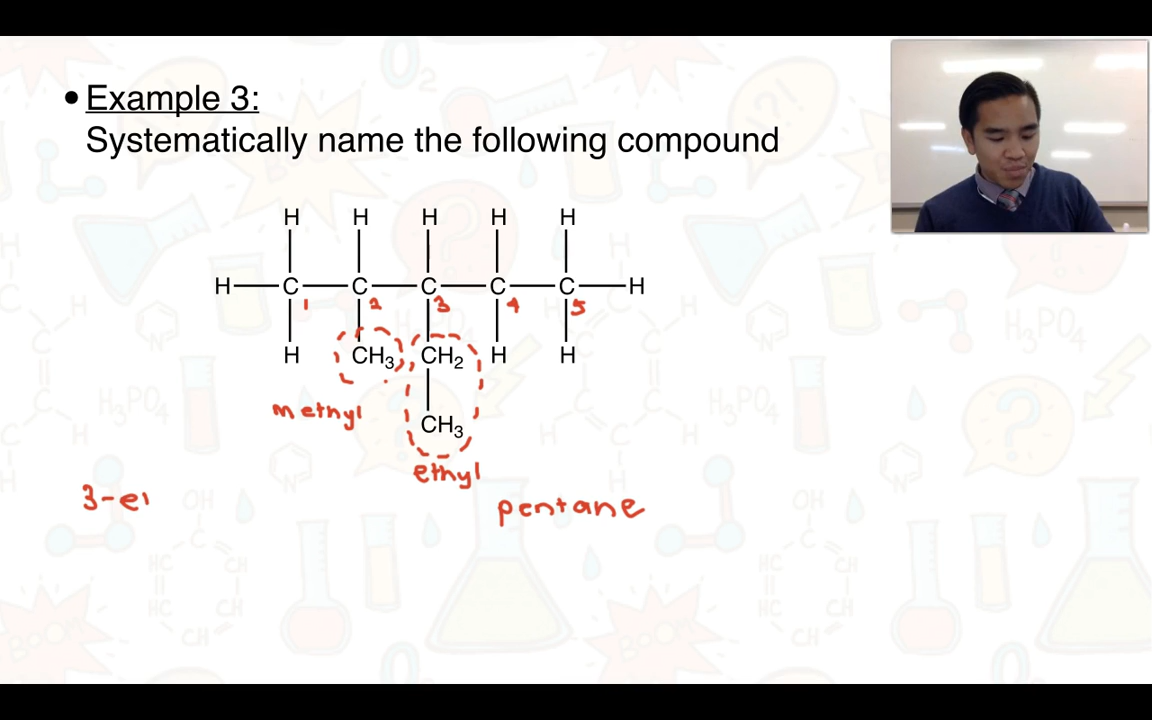 • Example 3:
Systematically name the following compound
H H H H H
H C C C C C H
1 2 3 4 5
H CH₃ CH₂ H H
methyl
CH₃
ethyl
3-e
pentane